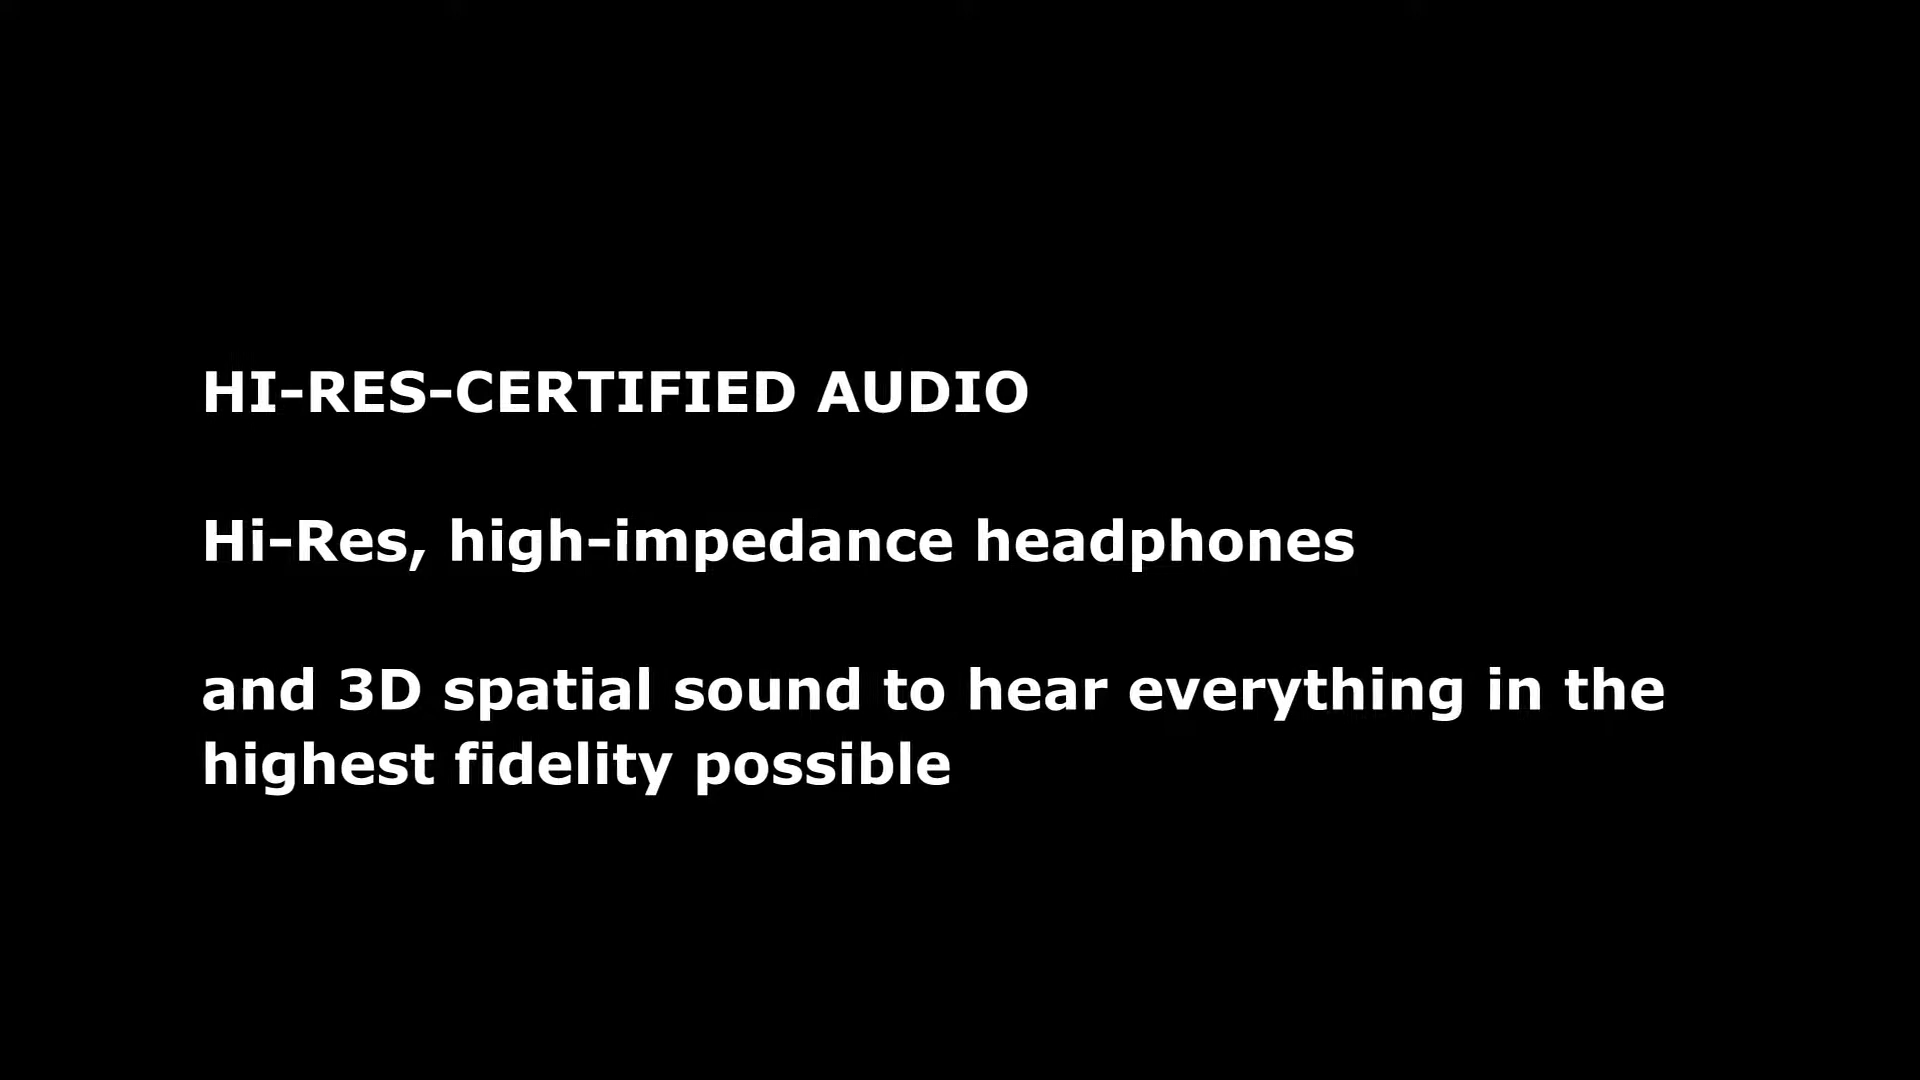 HI-RES-CERTIFIED AUDIO
Hi-Res, high-impedance headphones
and 3D spatial sound to hear everything in the
highest fidelity possible